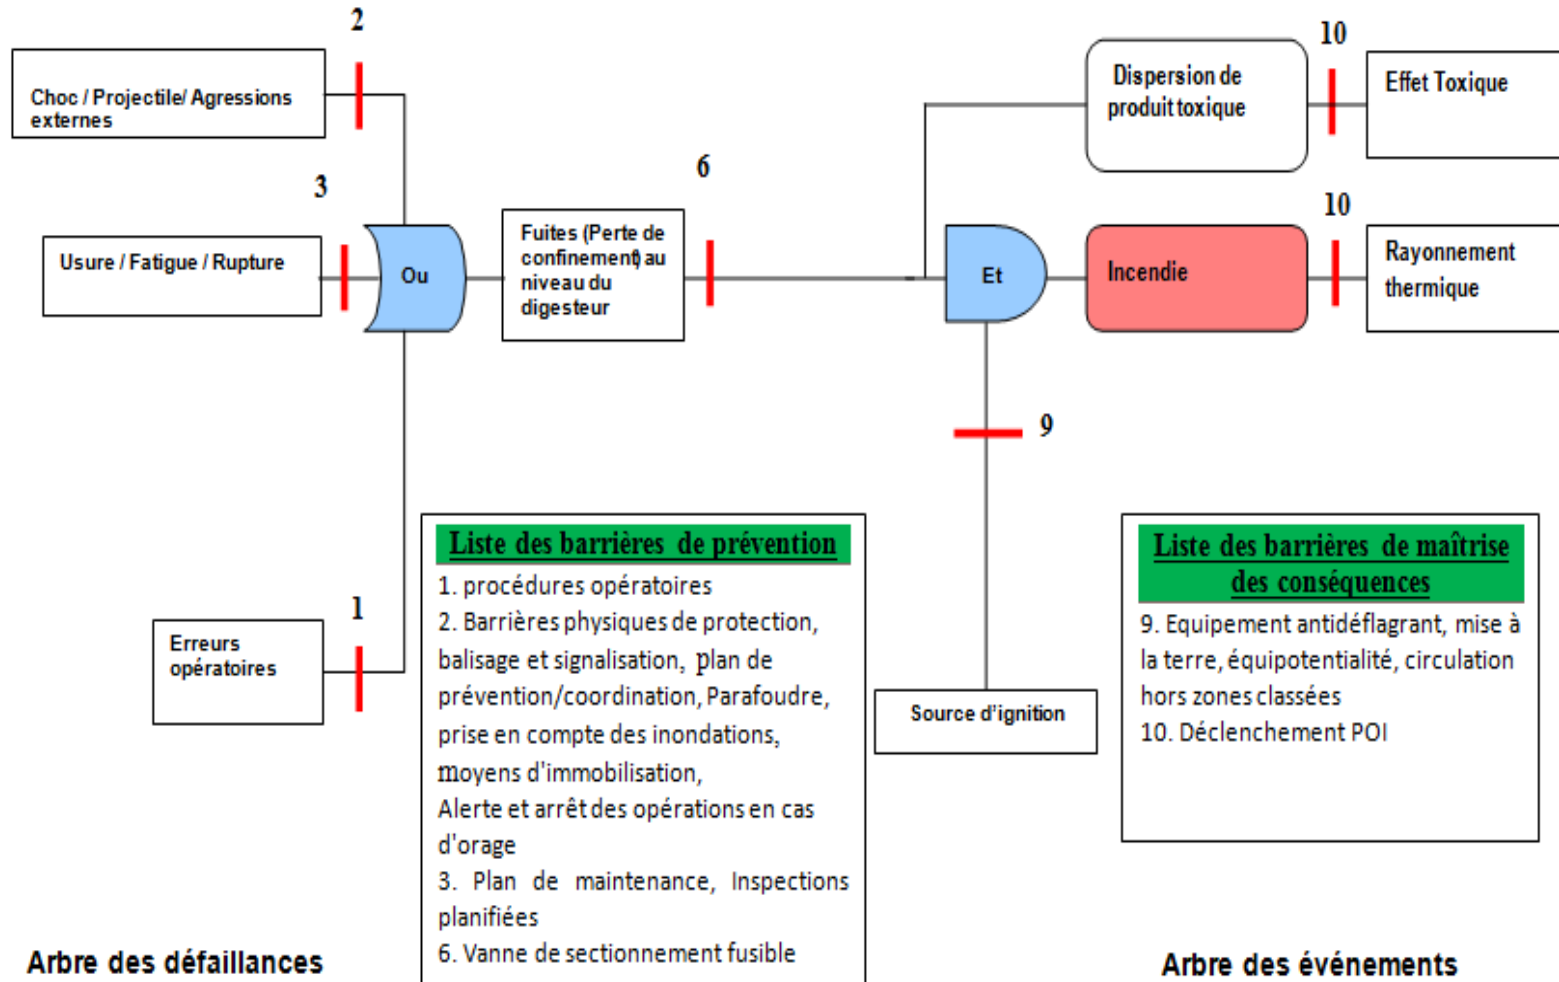 2
Choc / Projectile/ Agressions
externes
3
Usure / Fatigue / Rupture
Ou
1
Erreurs
opératoires
Fuites (Perte de
confinement) au
niveau du
digesteur
6
Dispersion de
produit toxique
10
Effet Toxique
Et
Incendie
10
Rayonnement
thermique
9
Source d'ignition
Liste des barrières de prévention
1. procédures opératoires
2. Barrières physiques de protection,
balisage et signalisation, plan de
prévention/coordination, Parafoudre,
prise en compte des inondations,
moyens d'immobilisation,
Alerte et arrêt des opérations en cas
d'orage
3. Plan de maintenance, Inspections
planifiées
6. Vanne de sectionnement fusible
Liste des barrières de maîtrise
des conséquences
9. Equipement antidéflagrant, mise à
la terre, équipotentialité, circulation
hors zones classées
10. Déclenchement POI
Arbre des défaillances
Arbre des événements